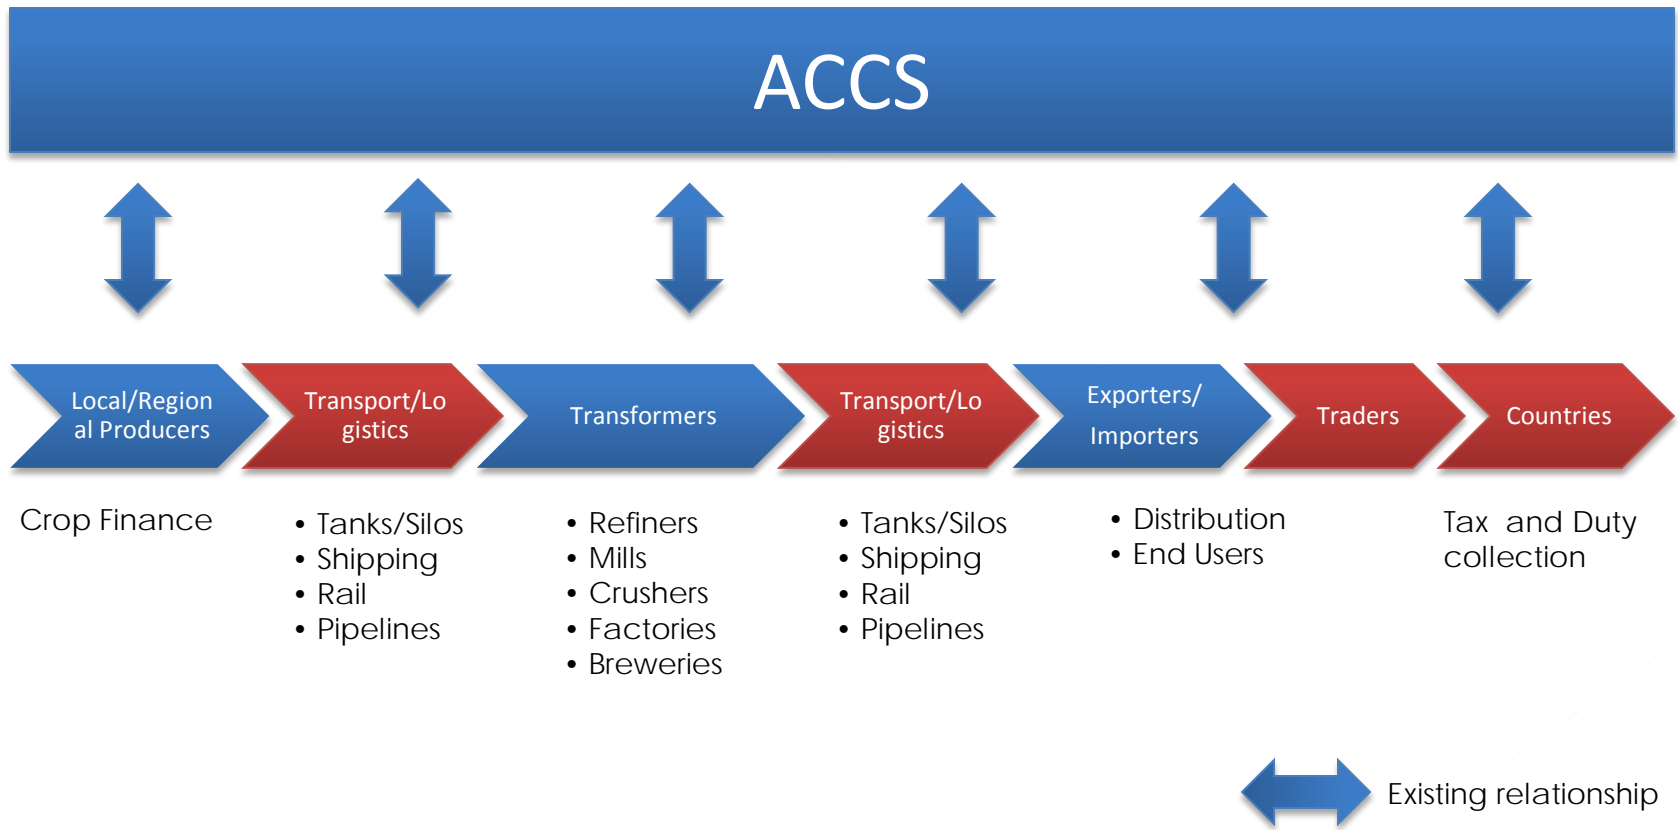 ACCS
Local/Region
al Producers
Transport/Lo
gistics
Transformers
Transport/Lo
gistics
Exporters/
Importers
Traders
Countries
Crop Finance
• Tanks/Silos
• Shipping
• Rail
• Pipelines
• Refiners
• Mills
• Crushers
• Factories
• Breweries
• Tanks/Silos
• Shipping
• Rail
• Pipelines
• Distribution
• End Users
Tax and Duty
collection
Existing relationship